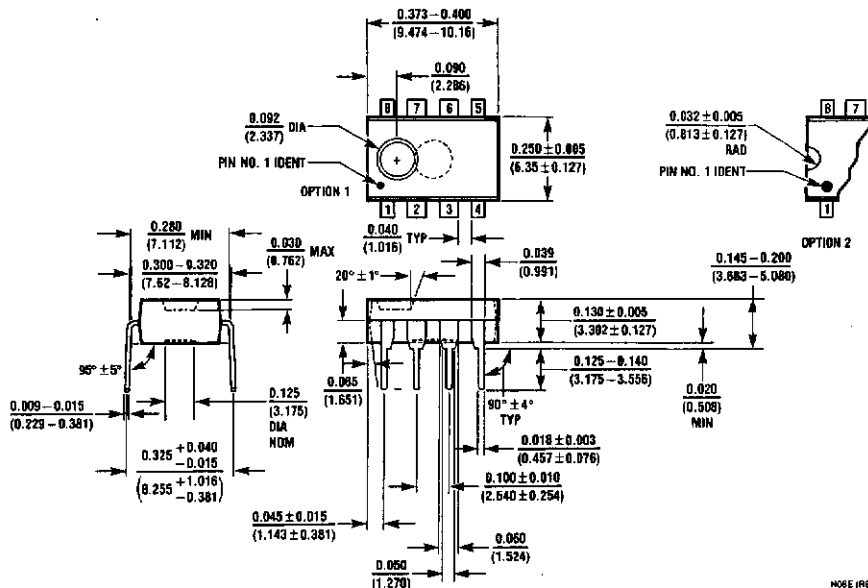 0.373–0.400
(9.474–10.16)
0.090
(2.286)
8 7 6 5
0.092 DIA
(2.337)
PIN NO. 1 IDENT
OPTION 1
+
0.250 ± 0.005
(6.35 ± 0.127)
1 2 3 4
0.032 ± 0.005
(0.813 ± 0.127)
RAD
PIN NO. 1 IDENT
8 7
1
OPTION 2
0.280 MIN
(7.112)
0.030 MAX
(0.762)
0.300–0.320
(7.62–8.128)
0.040 TYP
(1.016)
0.039
(0.991)
20° ± 1°
0.145–0.200
(3.683–5.080)
0.130 ± 0.005
(3.302 ± 0.127)
95° ± 5°
0.125
(3.175)
DIA
NOM
0.065
(1.651)
90° ± 4°
TYP
0.125–0.140
(3.175–3.556)
0.020
(0.508)
MIN
0.009–0.015
(0.229–0.381)
0.018 ± 0.003
(0.457 ± 0.076)
0.325 +0.040 −0.015
(8.255 +1.016 −0.381)
0.100 ± 0.010
(2.540 ± 0.254)
0.045 ± 0.015
(1.143 ± 0.381)
0.060
(1.524)
0.050
(1.270)